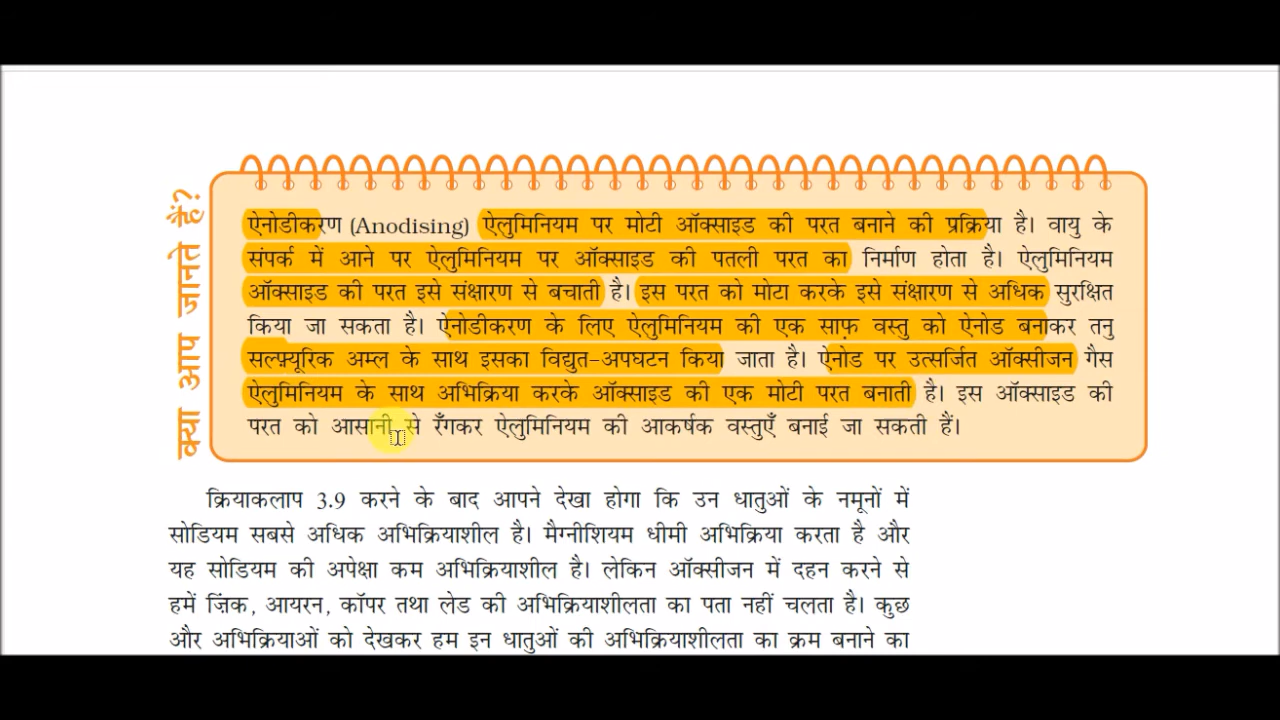 क्या आप जानते हैं?
ऐनोडीकरण (Anodising) ऐलुमिनियम पर मोटी ऑक्साइड की परत बनाने की प्रक्रिया है। वायु के
संपर्क में आने पर ऐलुमिनियम पर ऑक्साइड की पतली परत का निर्माण होता है। ऐलुमिनियम
ऑक्साइड की परत इसे संक्षारण से बचाती है। इस परत को मोटा करके इसे संक्षारण से अधिक सुरक्षित
किया जा सकता है। ऐनोडीकरण के लिए ऐलुमिनियम की एक साफ़ वस्तु को ऐनोड बनाकर तनु
सल्फ़्यूरिक अम्ल के साथ इसका विद्युत-अपघटन किया जाता है। ऐनोड पर उत्सर्जित ऑक्सीजन गैस
ऐलुमिनियम के साथ अभिक्रिया करके ऑक्साइड की एक मोटी परत बनाती है। इस ऑक्साइड की
परत को आसानी से रँगकर ऐलुमिनियम की आकर्षक वस्तुएँ बनाई जा सकती हैं।
क्रियाकलाप 3.9 करने के बाद आपने देखा होगा कि उन धातुओं के नमूनों में
सोडियम सबसे अधिक अभिक्रियाशील है। मैग्नीशियम धीमी अभिक्रिया करता है और
यह सोडियम की अपेक्षा कम अभिक्रियाशील है। लेकिन ऑक्सीजन में दहन करने से
हमें ज़िंक, आयरन, कॉपर तथा लेड की अभिक्रियाशीलता का पता नहीं चलता है। कुछ
और अभिक्रियाओं को देखकर हम इन धातुओं की अभिक्रियाशीलता का क्रम बनाने का